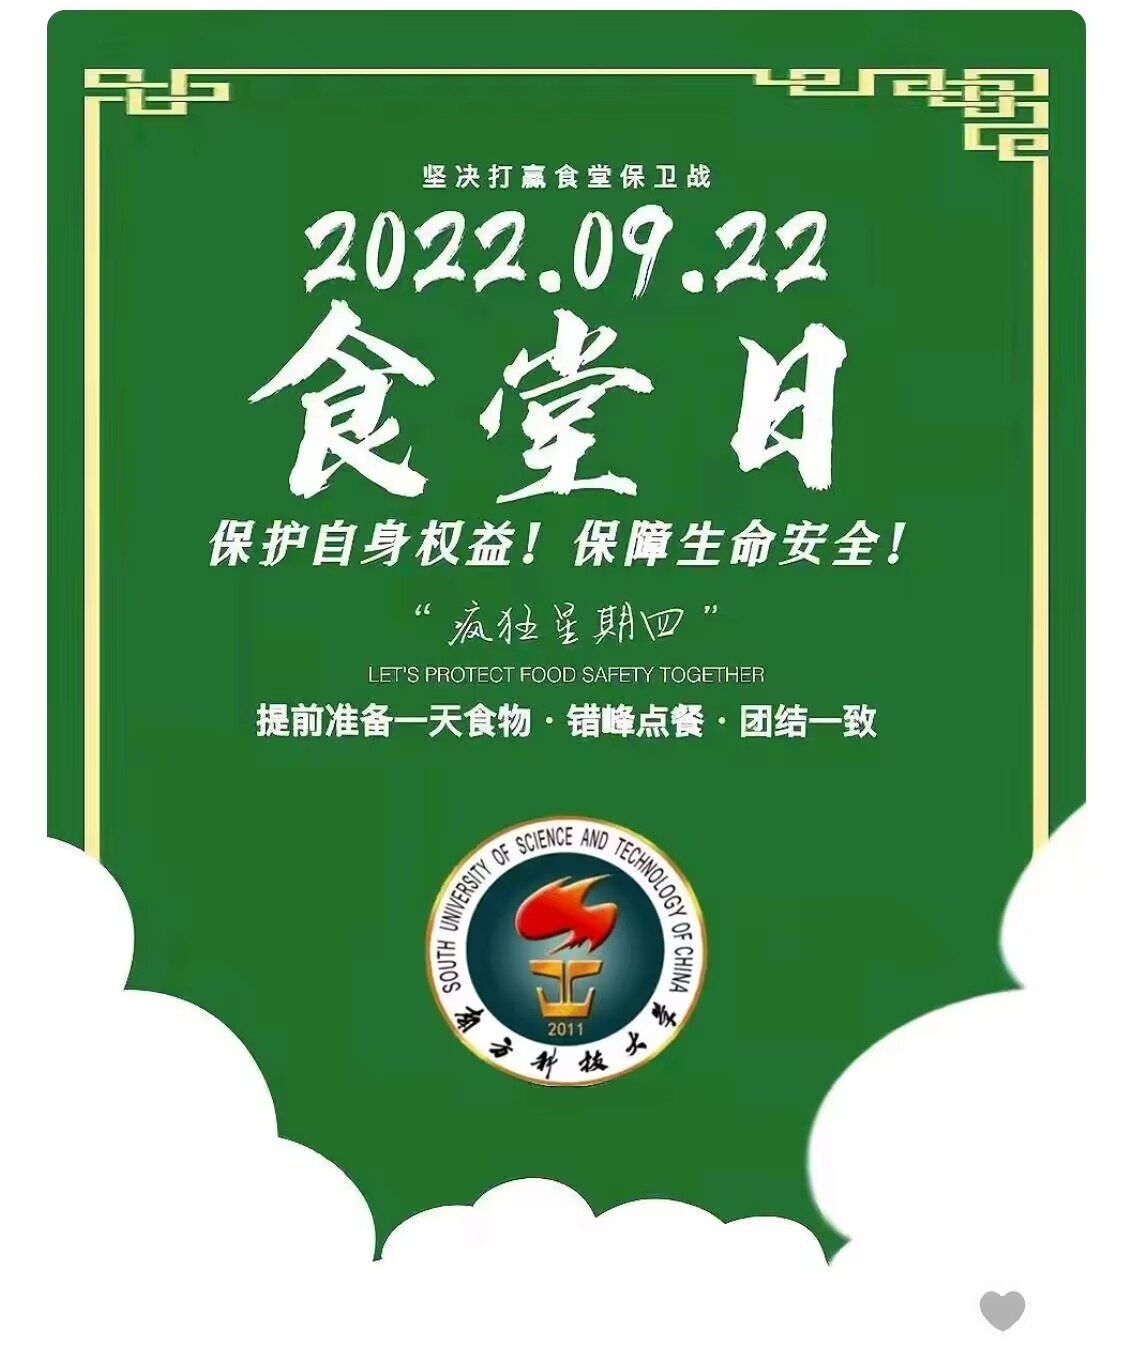 坚决打赢食堂保卫战
2022.09.22
食堂日
保护自身权益！保障生命安全！
“疯狂星期四”
LET'S PROTECT FOOD SAFETY TOGETHER
提前准备一天食物·错峰点餐·团结一致
SOUTH UNIVERSITY OF SCIENCE AND TECHNOLOGY OF CHINA
2011
南方科技大学